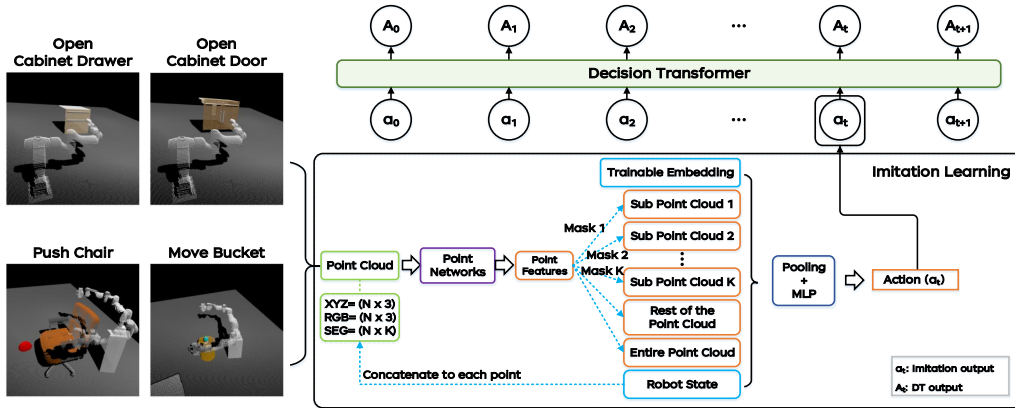 A0 A1 A2 ... At At+1
Decision Transformer
a0 a1 a2 ... at at+1
Open
Cabinet Drawer
Open
Cabinet Door
Push Chair
Move Bucket
Imitation Learning
Point Cloud
XYZ= (N x 3)
RGB= (N x 3)
SEG= (N x K)
Point
Networks
Point
Features
Mask 1
Mask 2
Mask K
Trainable Embedding
Sub Point Cloud 1
Sub Point Cloud 2
Sub Point Cloud K
Rest of the
Point Cloud
Entire Point Cloud
Robot State
Concatenate to each point
Pooling
+
MLP
Action (at)
at: Imitation output
At: DT output